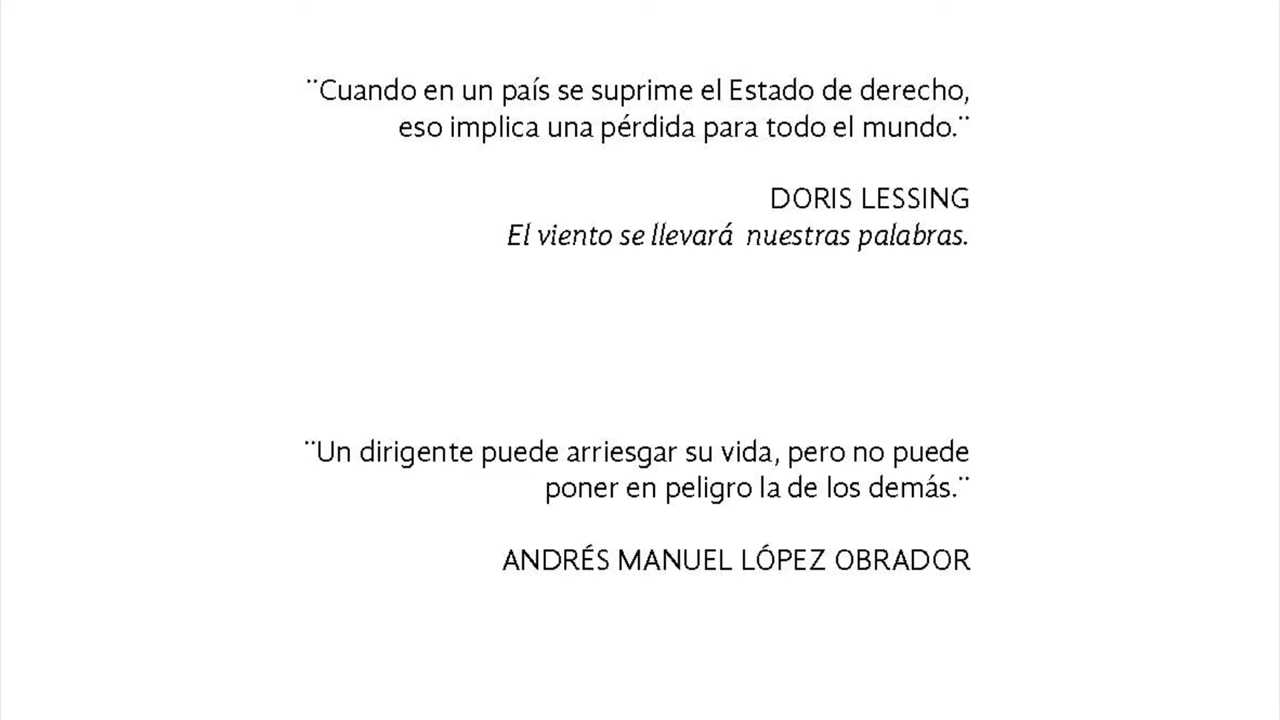 ¨Cuando en un país se suprime el Estado de derecho,
eso implica una pérdida para todo el mundo.¨
DORIS LESSING
El viento se llevará  nuestras palabras.
¨Un dirigente puede arriesgar su vida, pero no puede
poner en peligro la de los demás.¨
ANDRÉS MANUEL LÓPEZ OBRADOR